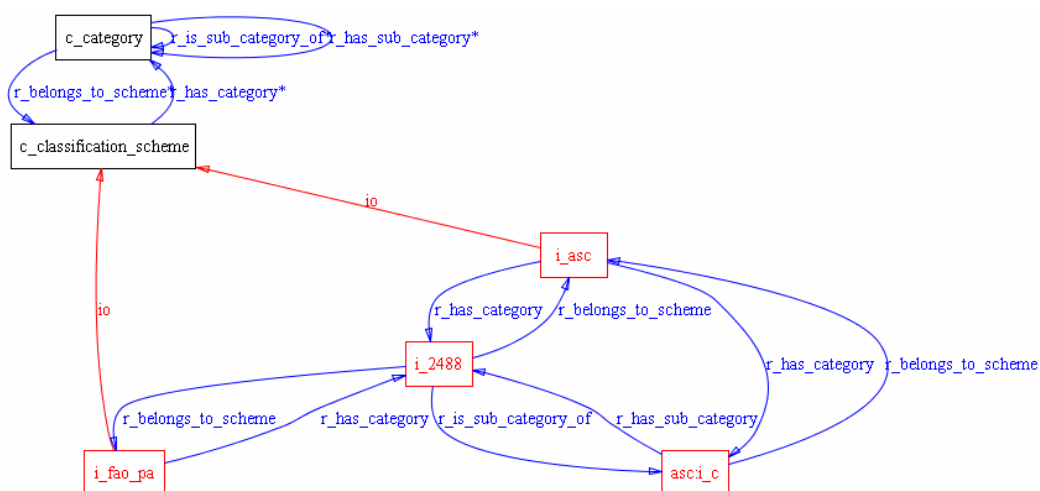 c_category
r_is_sub_category_of*
r_has_sub_category*
r_belongs_to_scheme*
r_has_category*
c_classification_scheme
io
i_asc
io
r_has_category
r_belongs_to_scheme
i_2488
r_has_category
r_belongs_to_scheme
r_belongs_to_scheme
r_has_category
r_is_sub_category_of
r_has_sub_category
i_fao_pa
asc:i_c